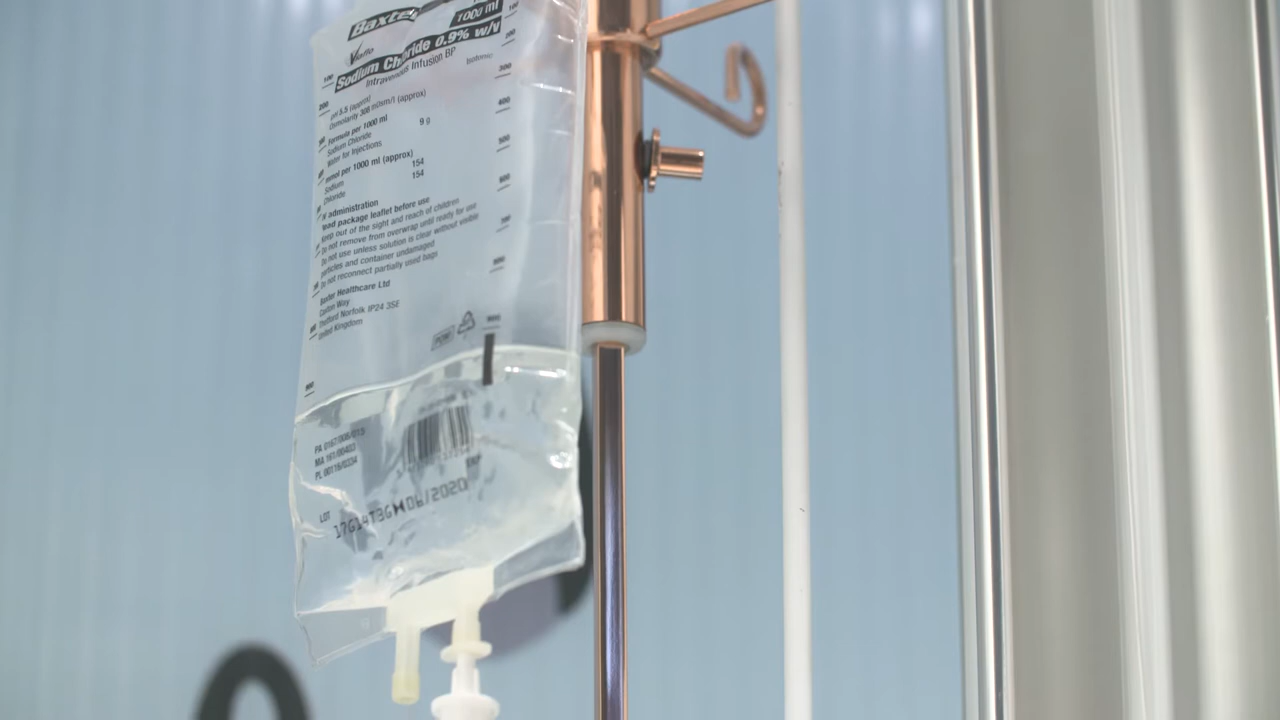 Baxter 1000 ml
Viaflo
Sodium Chloride 0.9% w/v
Intravenous Infusion BP
pH 5.5 (approx)
Osmolarity 308 mOsm/l (approx)
Formula per 1000 ml
Sodium Chloride 9 g
Water for Injections
mmol per 1000 ml (approx)
Sodium 154
Chloride 154
administration
read package leaflet before use
Keep out of the sight and reach of children
Do not remove from overwrap until ready for use
Do not use unless solution is clear without visible
particles and container undamaged
Do not reconnect partially used bags
Baxter Healthcare Ltd
Caxton Way
Thetford Norfolk IP24 3SE
United Kingdom
100
200
300
400
500
600
700
800
900
PA 0167/006/013
MA 161/00403
PL 00116/0334
LOT